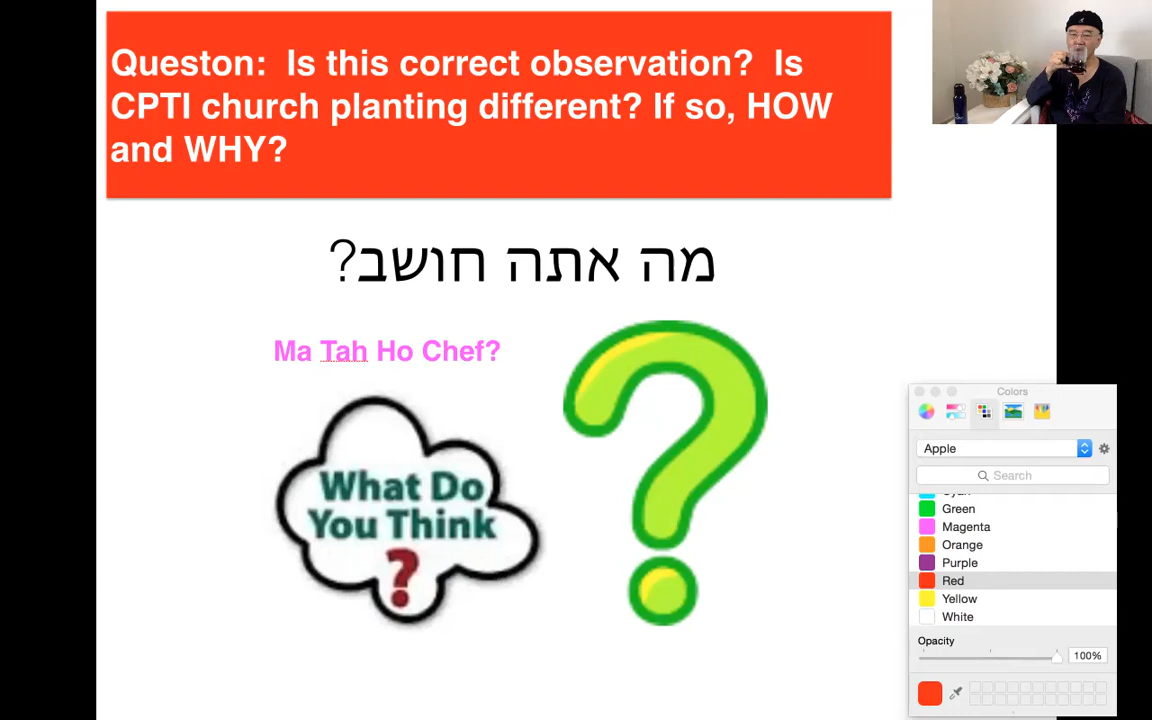 Queston:  Is this correct observation?  Is
CPTI church planting different? If so, HOW
and WHY?
מה אתה חושב?
Ma Tah Ho Chef?
What Do
You Think
?
Colors
Apple
Search
Green
Magenta
Orange
Purple
Red
Yellow
White
Opacity
100%